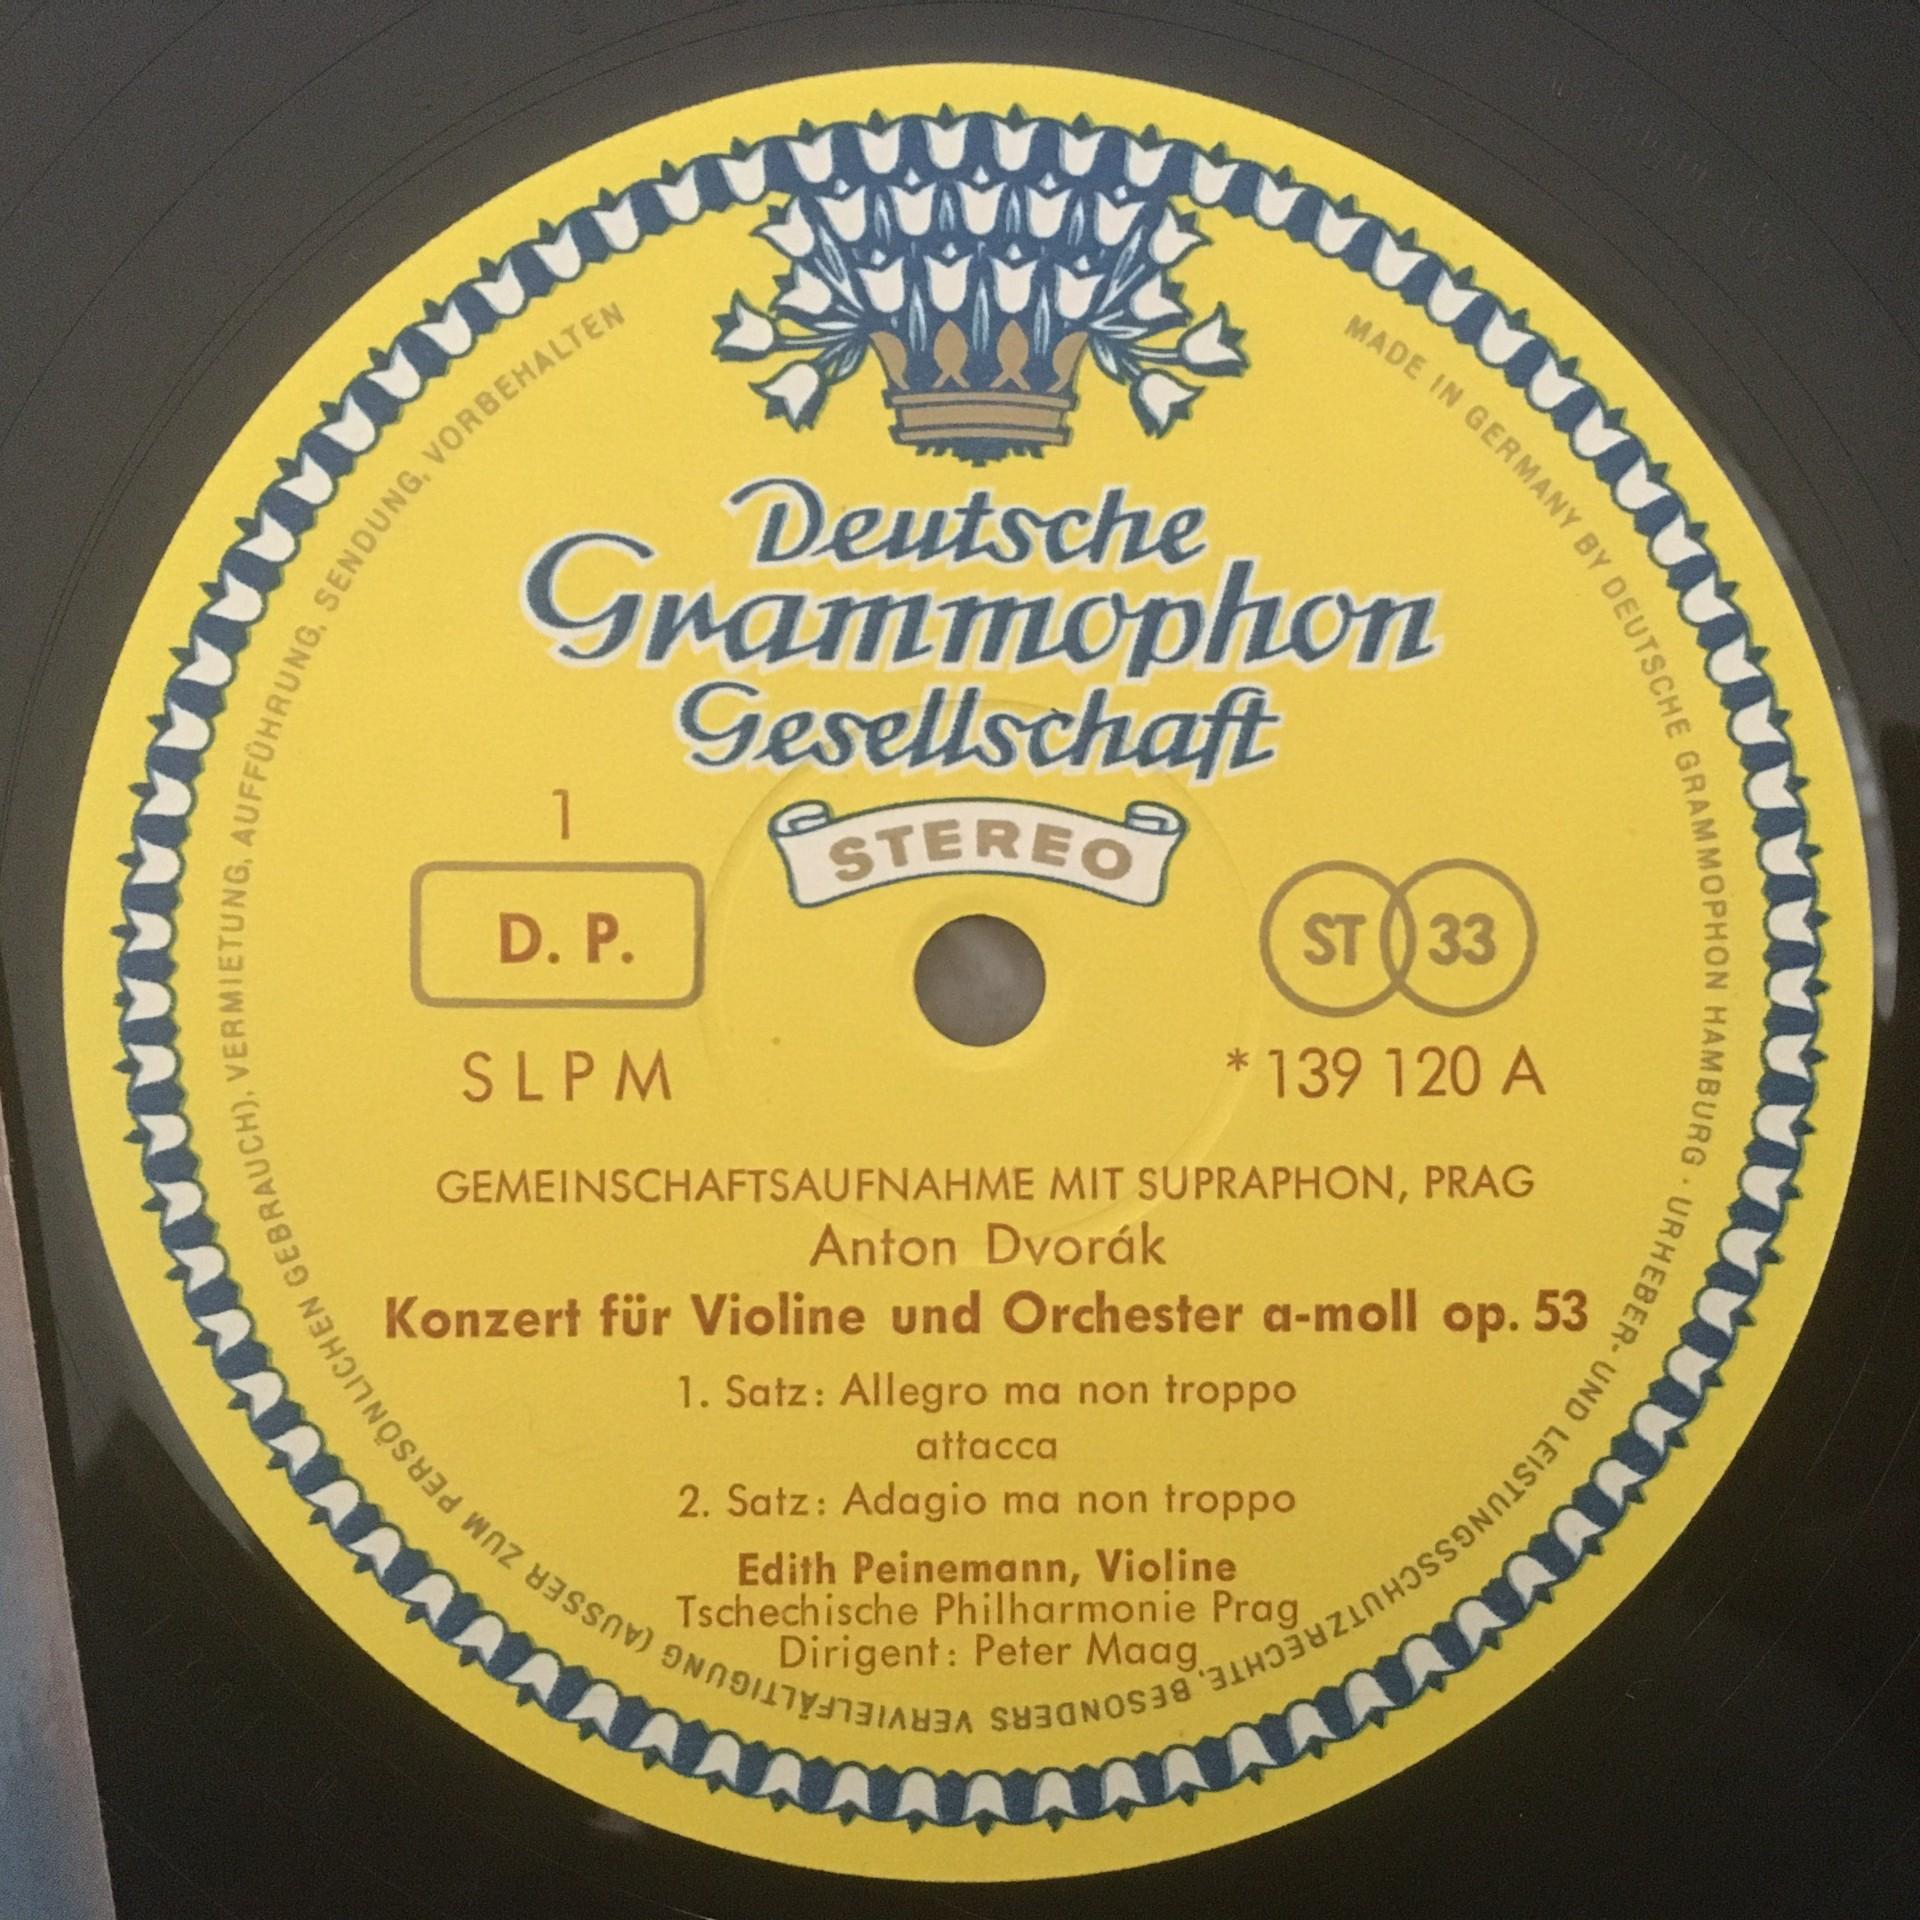 Deutsche
Grammophon
Gesellschaft
STEREO
1
D. P.
ST 33
SLPM
* 139 120 A
GEMEINSCHAFTSAUFNAHME MIT SUPRAPHON, PRAG
Anton Dvorák
Konzert für Violine und Orchester a-moll op. 53
1. Satz: Allegro ma non troppo
attacca
2. Satz: Adagio ma non troppo
Edith Peinemann, Violine
Tschechische Philharmonie Prag
Dirigent: Peter Maag
MADE IN GERMANY BY DEUTSCHE GRAMMOPHON HAMBURG · URHEBER- UND LEISTUNGSSCHUTZRECHTE, BESONDERS VERVIELFÄLTIGUNG (AUSSER ZUM PERSÖNLICHEN GEBRAUCH), VERMIETUNG, AUFFÜHRUNG, SENDUNG, VORBEHALTEN